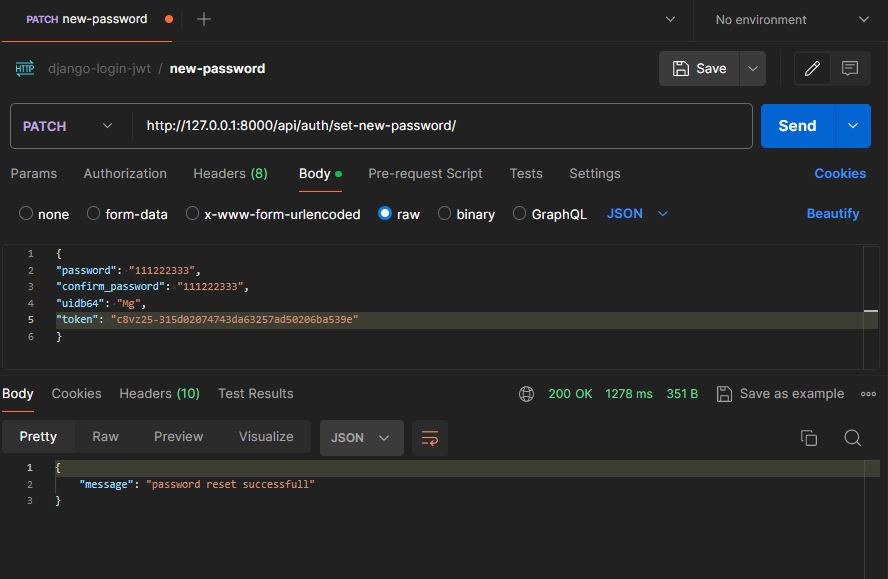 PATCH new-password
No environment
HTTP django-login-jwt / new-password
Save
PATCH http://127.0.0.1:8000/api/auth/set-new-password/ Send
Params Authorization Headers (8) Body Pre-request Script Tests Settings Cookies
none form-data x-www-form-urlencoded raw binary GraphQL JSON Beautify
1 {
2 "password": "111222333",
3 "confirm_password": "111222333",
4 "uidb64": "Mg",
5 "token": "c8vz25-315d02074743da63257ad50206ba539e"
6 }
Body Cookies Headers (10) Test Results 200 OK 1278 ms 351 B Save as example
Pretty Raw Preview Visualize JSON
1 {
2 "message": "password reset successfull"
3 }